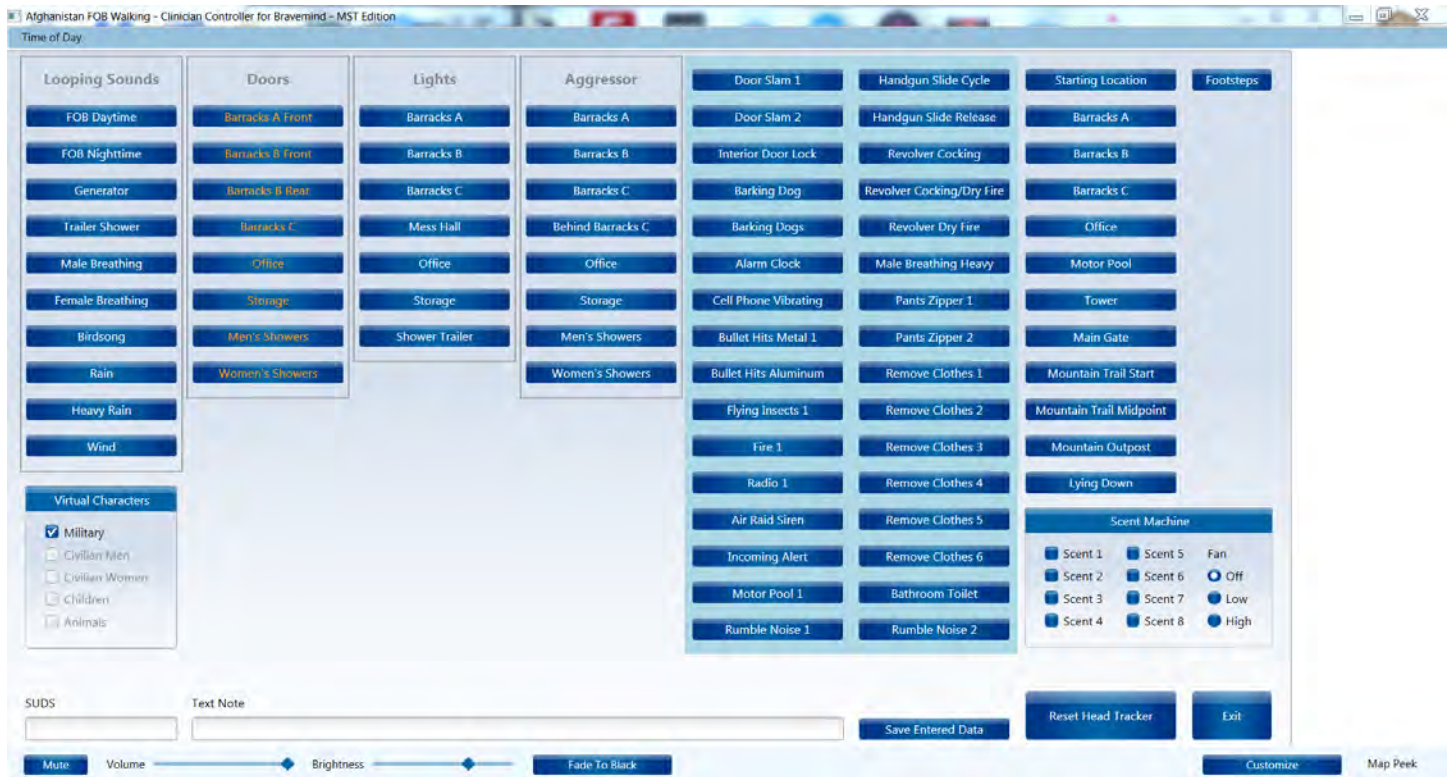 Afghanistan FOB Walking - Clinician Controller for Bravemind - MST Edition
Time of Day
Looping Sounds
FOB Daytime
FOB Nighttime
Generator
Trailer Shower
Male Breathing
Female Breathing
Birdsong
Rain
Heavy Rain
Wind
Virtual Characters
Military
Civilian Men
Civilian Women
Children
Animals
Doors
Barracks A Front
Barracks B Front
Barracks B Rear
Barracks C
Office
Storage
Men's Showers
Women's Showers
Lights
Barracks A
Barracks B
Barracks C
Mess Hall
Office
Storage
Shower Trailer
Aggressor
Barracks A
Barracks B
Barracks C
Behind Barracks C
Office
Storage
Men's Showers
Women's Showers
Door Slam 1
Door Slam 2
Interior Door Lock
Barking Dog
Barking Dogs
Alarm Clock
Cell Phone Vibrating
Bullet Hits Metal 1
Bullet Hits Aluminum
Flying Insects 1
Fire 1
Radio 1
Air Raid Siren
Incoming Alert
Motor Pool 1
Rumble Noise 1
Handgun Slide Cycle
Handgun Slide Release
Revolver Cocking
Revolver Cocking/Dry Fire
Revolver Dry Fire
Male Breathing Heavy
Pants Zipper 1
Pants Zipper 2
Remove Clothes 1
Remove Clothes 2
Remove Clothes 3
Remove Clothes 4
Remove Clothes 5
Remove Clothes 6
Bathroom Toilet
Rumble Noise 2
Starting Location
Barracks A
Barracks B
Barracks C
Office
Motor Pool
Tower
Main Gate
Mountain Trail Start
Mountain Trail Midpoint
Mountain Outpost
Lying Down
Footsteps
Scent Machine
Scent 1 Scent 5 Fan
Scent 2 Scent 6 Off
Scent 3 Scent 7 Low
Scent 4 Scent 8 High
SUDS
Text Note
Save Entered Data
Reset Head Tracker
Exit
Mute
Volume
Brightness
Fade To Black
Customize
Map Peek